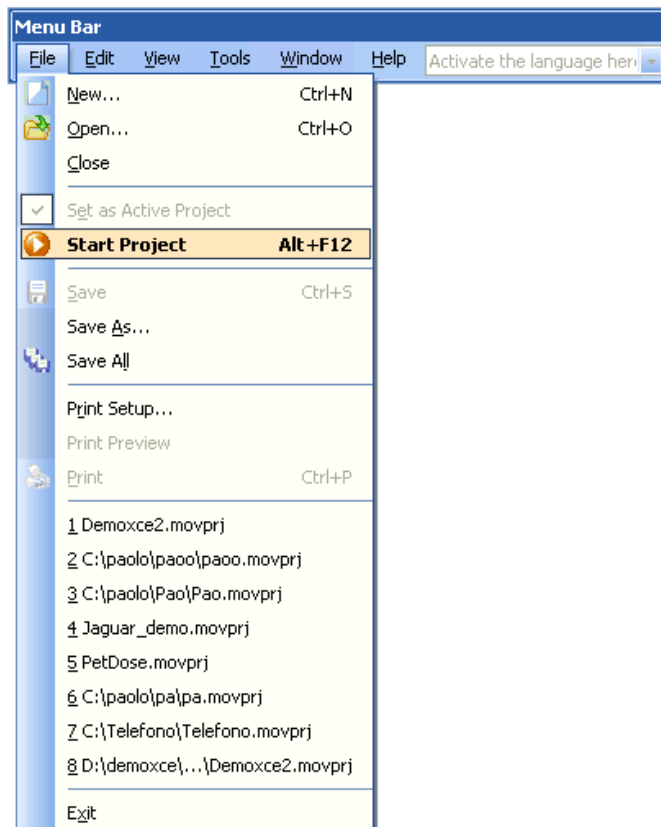 Menu Bar
File Edit View Tools Window Help Activate the language her
New... Ctrl+N
Open... Ctrl+O
Close
Set as Active Project
Start Project Alt+F12
Save Ctrl+S
Save As...
Save All
Print Setup...
Print Preview
Print Ctrl+P
1 Demoxce2.movprj
2 C:\paolo\paoo\paoo.movprj
3 C:\paolo\Pao\Pao.movprj
4 Jaguar_demo.movprj
5 PetDose.movprj
6 C:\paolo\pa\pa.movprj
7 C:\Telefono\Telefono.movprj
8 D:\demoxce\...\Demoxce2.movprj
Exit